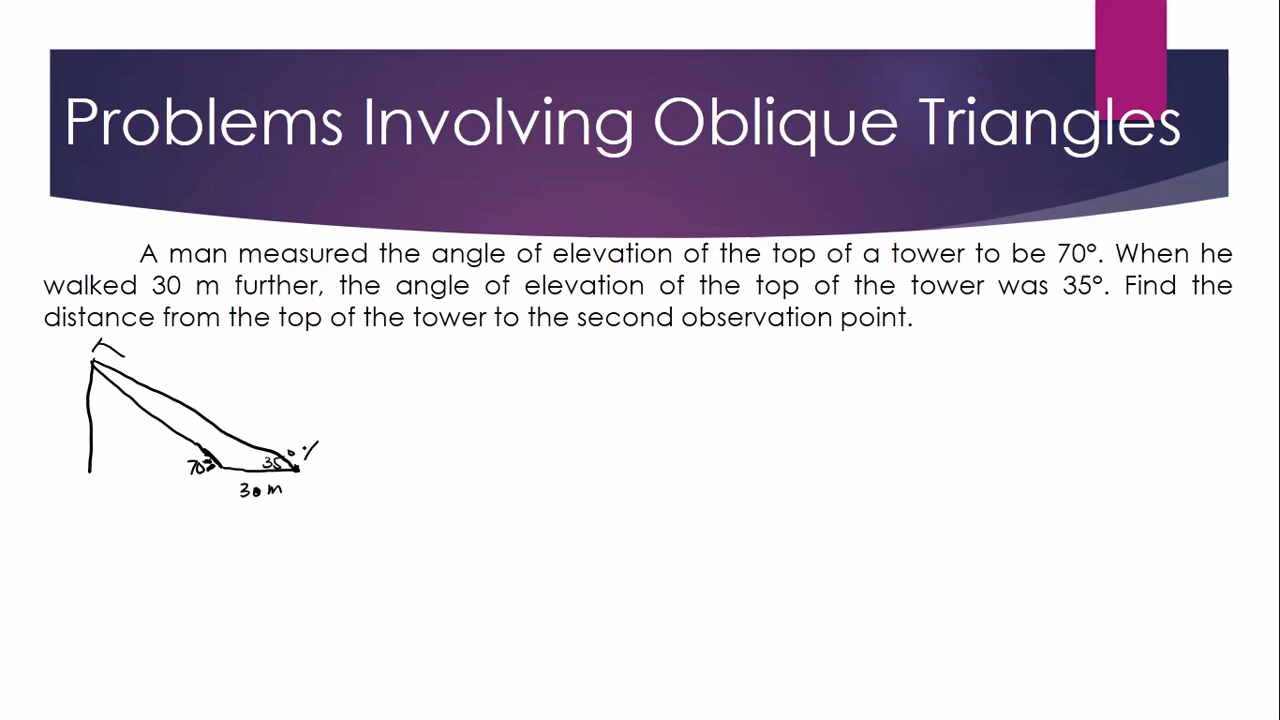 Problems Involving Oblique Triangles
A man measured the angle of elevation of the top of a tower to be 70°. When he
walked 30 m further, the angle of elevation of the top of the tower was 35°. Find the
distance from the top of the tower to the second observation point.
70°
35°
30 m